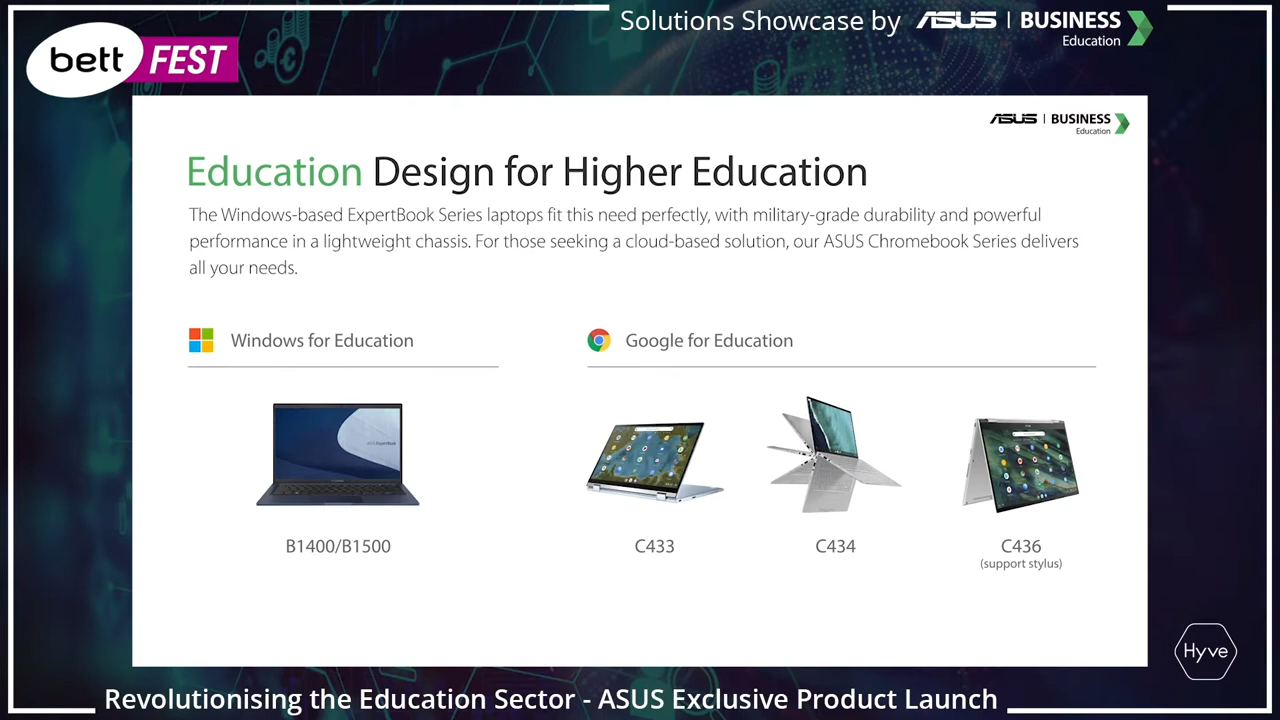 Solutions Showcase by ASUS | BUSINESS
Education
bett FEST
ASUS | BUSINESS
Education
Education Design for Higher Education
The Windows-based ExpertBook Series laptops fit this need perfectly, with military-grade durability and powerful
performance in a lightweight chassis. For those seeking a cloud-based solution, our ASUS Chromebook Series delivers
all your needs.
Windows for Education
Google for Education
B1400/B1500
C433
C434
C436
(support stylus)
Hyve
Revolutionising the Education Sector - ASUS Exclusive Product Launch